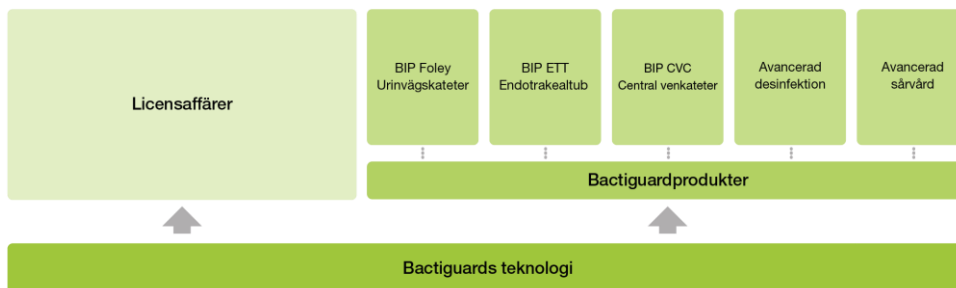 Licensaffärer
BIP Foley
Urinvägskateter
BIP ETT
Endotrakealtub
BIP CVC
Central venkateter
Avancerad
desinfektion
Avancerad
sårvård
Bactiguardprodukter
Bactiguards teknologi